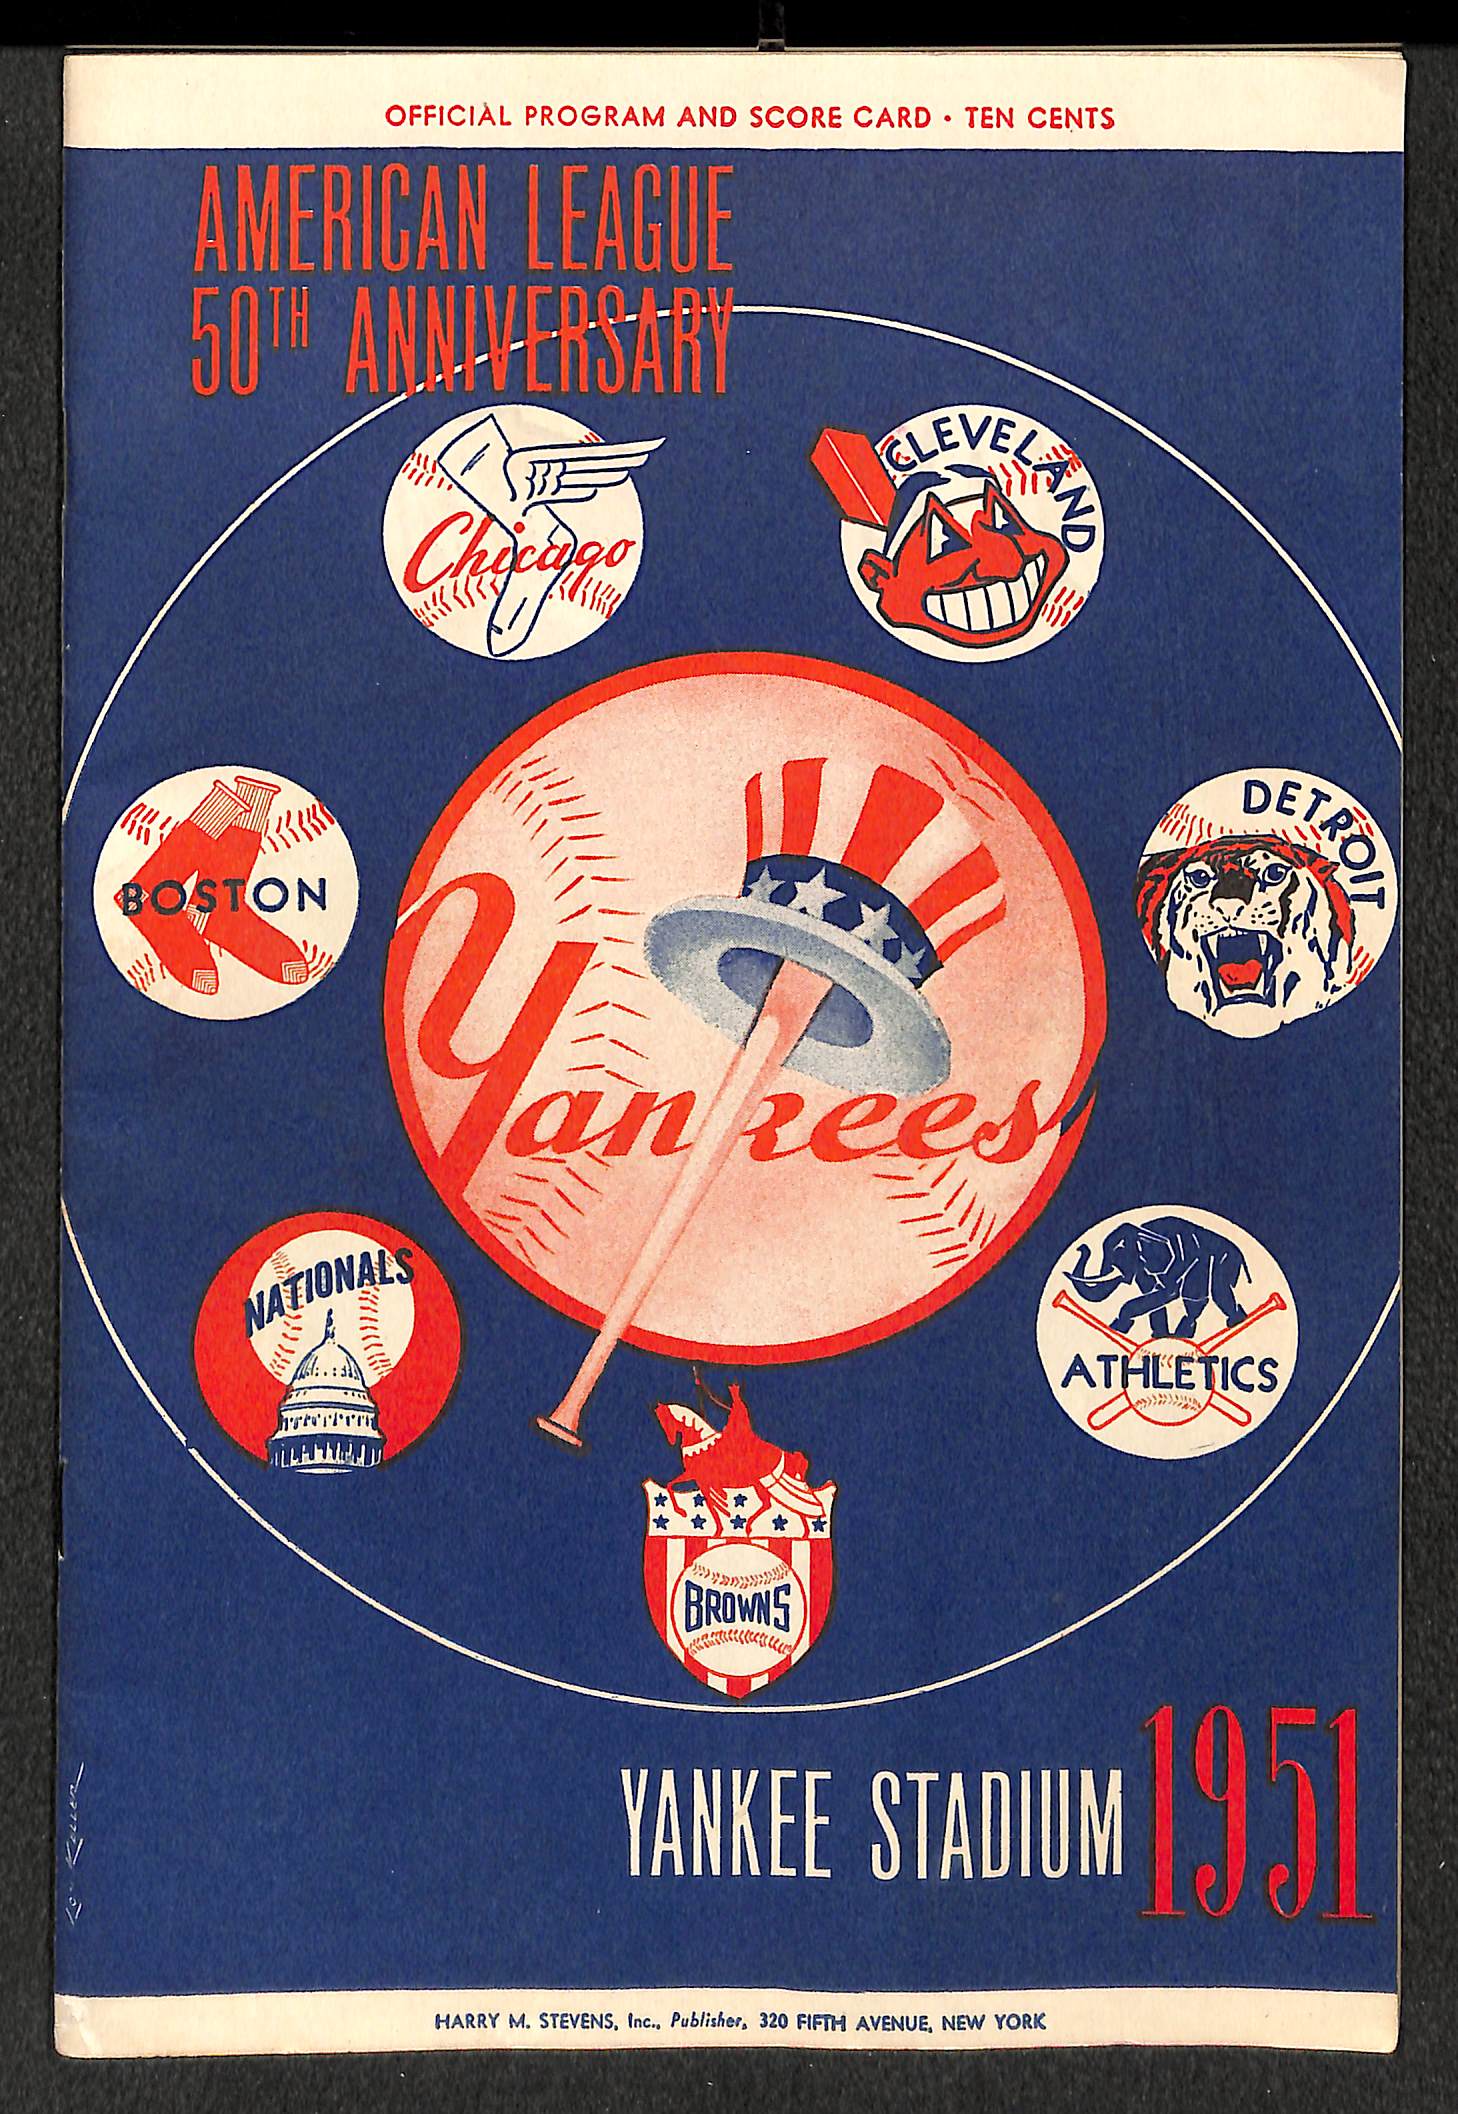 OFFICIAL PROGRAM AND SCORE CARD • TEN CENTS
AMERICAN LEAGUE
50TH ANNIVERSARY
Chicago
CLEVELAND
BOSTON
DETROIT
Yankees
NATIONALS
ATHLETICS
BROWNS
YANKEE STADIUM 1951
HARRY M. STEVENS, Inc., Publisher, 320 FIFTH AVENUE, NEW YORK